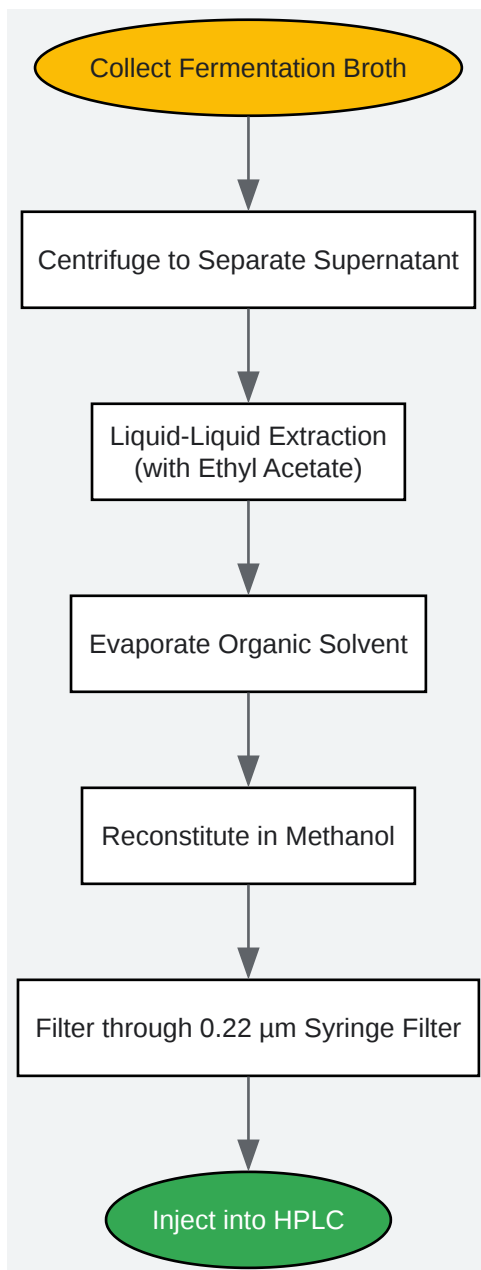 Collect Fermentation Broth
Centrifuge to Separate Supernatant
Liquid-Liquid Extraction
(with Ethyl Acetate)
Evaporate Organic Solvent
Reconstitute in Methanol
Filter through 0.22 µm Syringe Filter
Inject into HPLC